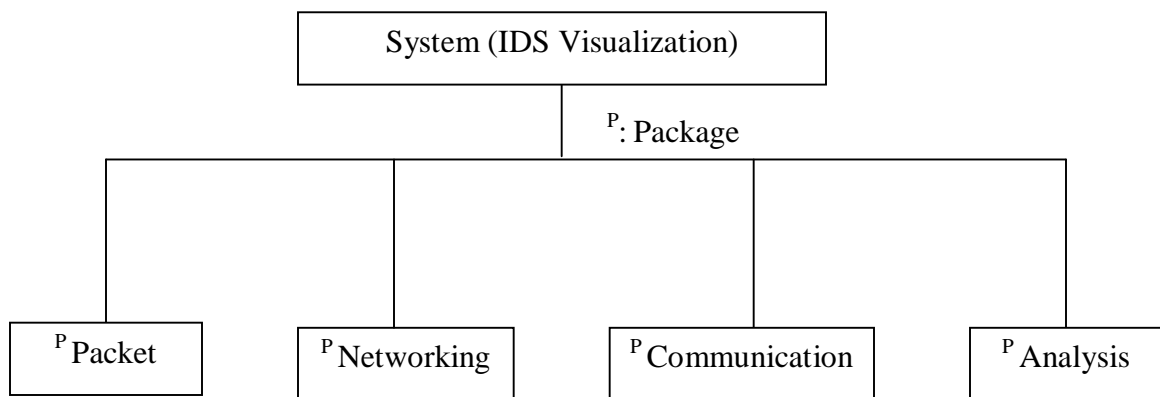 System (IDS Visualization)
P: Package
P Packet
P Networking
P Communication
P Analysis